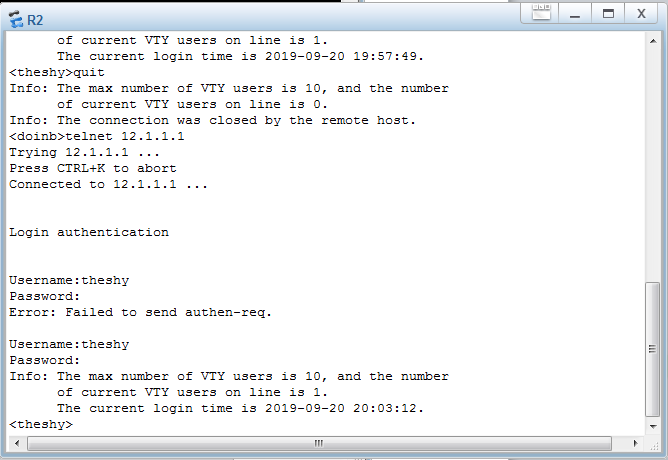 R2
of current VTY users on line is 1.
The current login time is 2019-09-20 19:57:49.
<theshy>quit
Info: The max number of VTY users is 10, and the number
of current VTY users on line is 0.
Info: The connection was closed by the remote host.
<doinb>telnet 12.1.1.1
Trying 12.1.1.1 ...
Press CTRL+K to abort
Connected to 12.1.1.1 ...
Login authentication
Username:theshy
Password:
Error: Failed to send authen-req.
Username:theshy
Password:
Info: The max number of VTY users is 10, and the number
of current VTY users on line is 1.
The current login time is 2019-09-20 20:03:12.
<theshy>